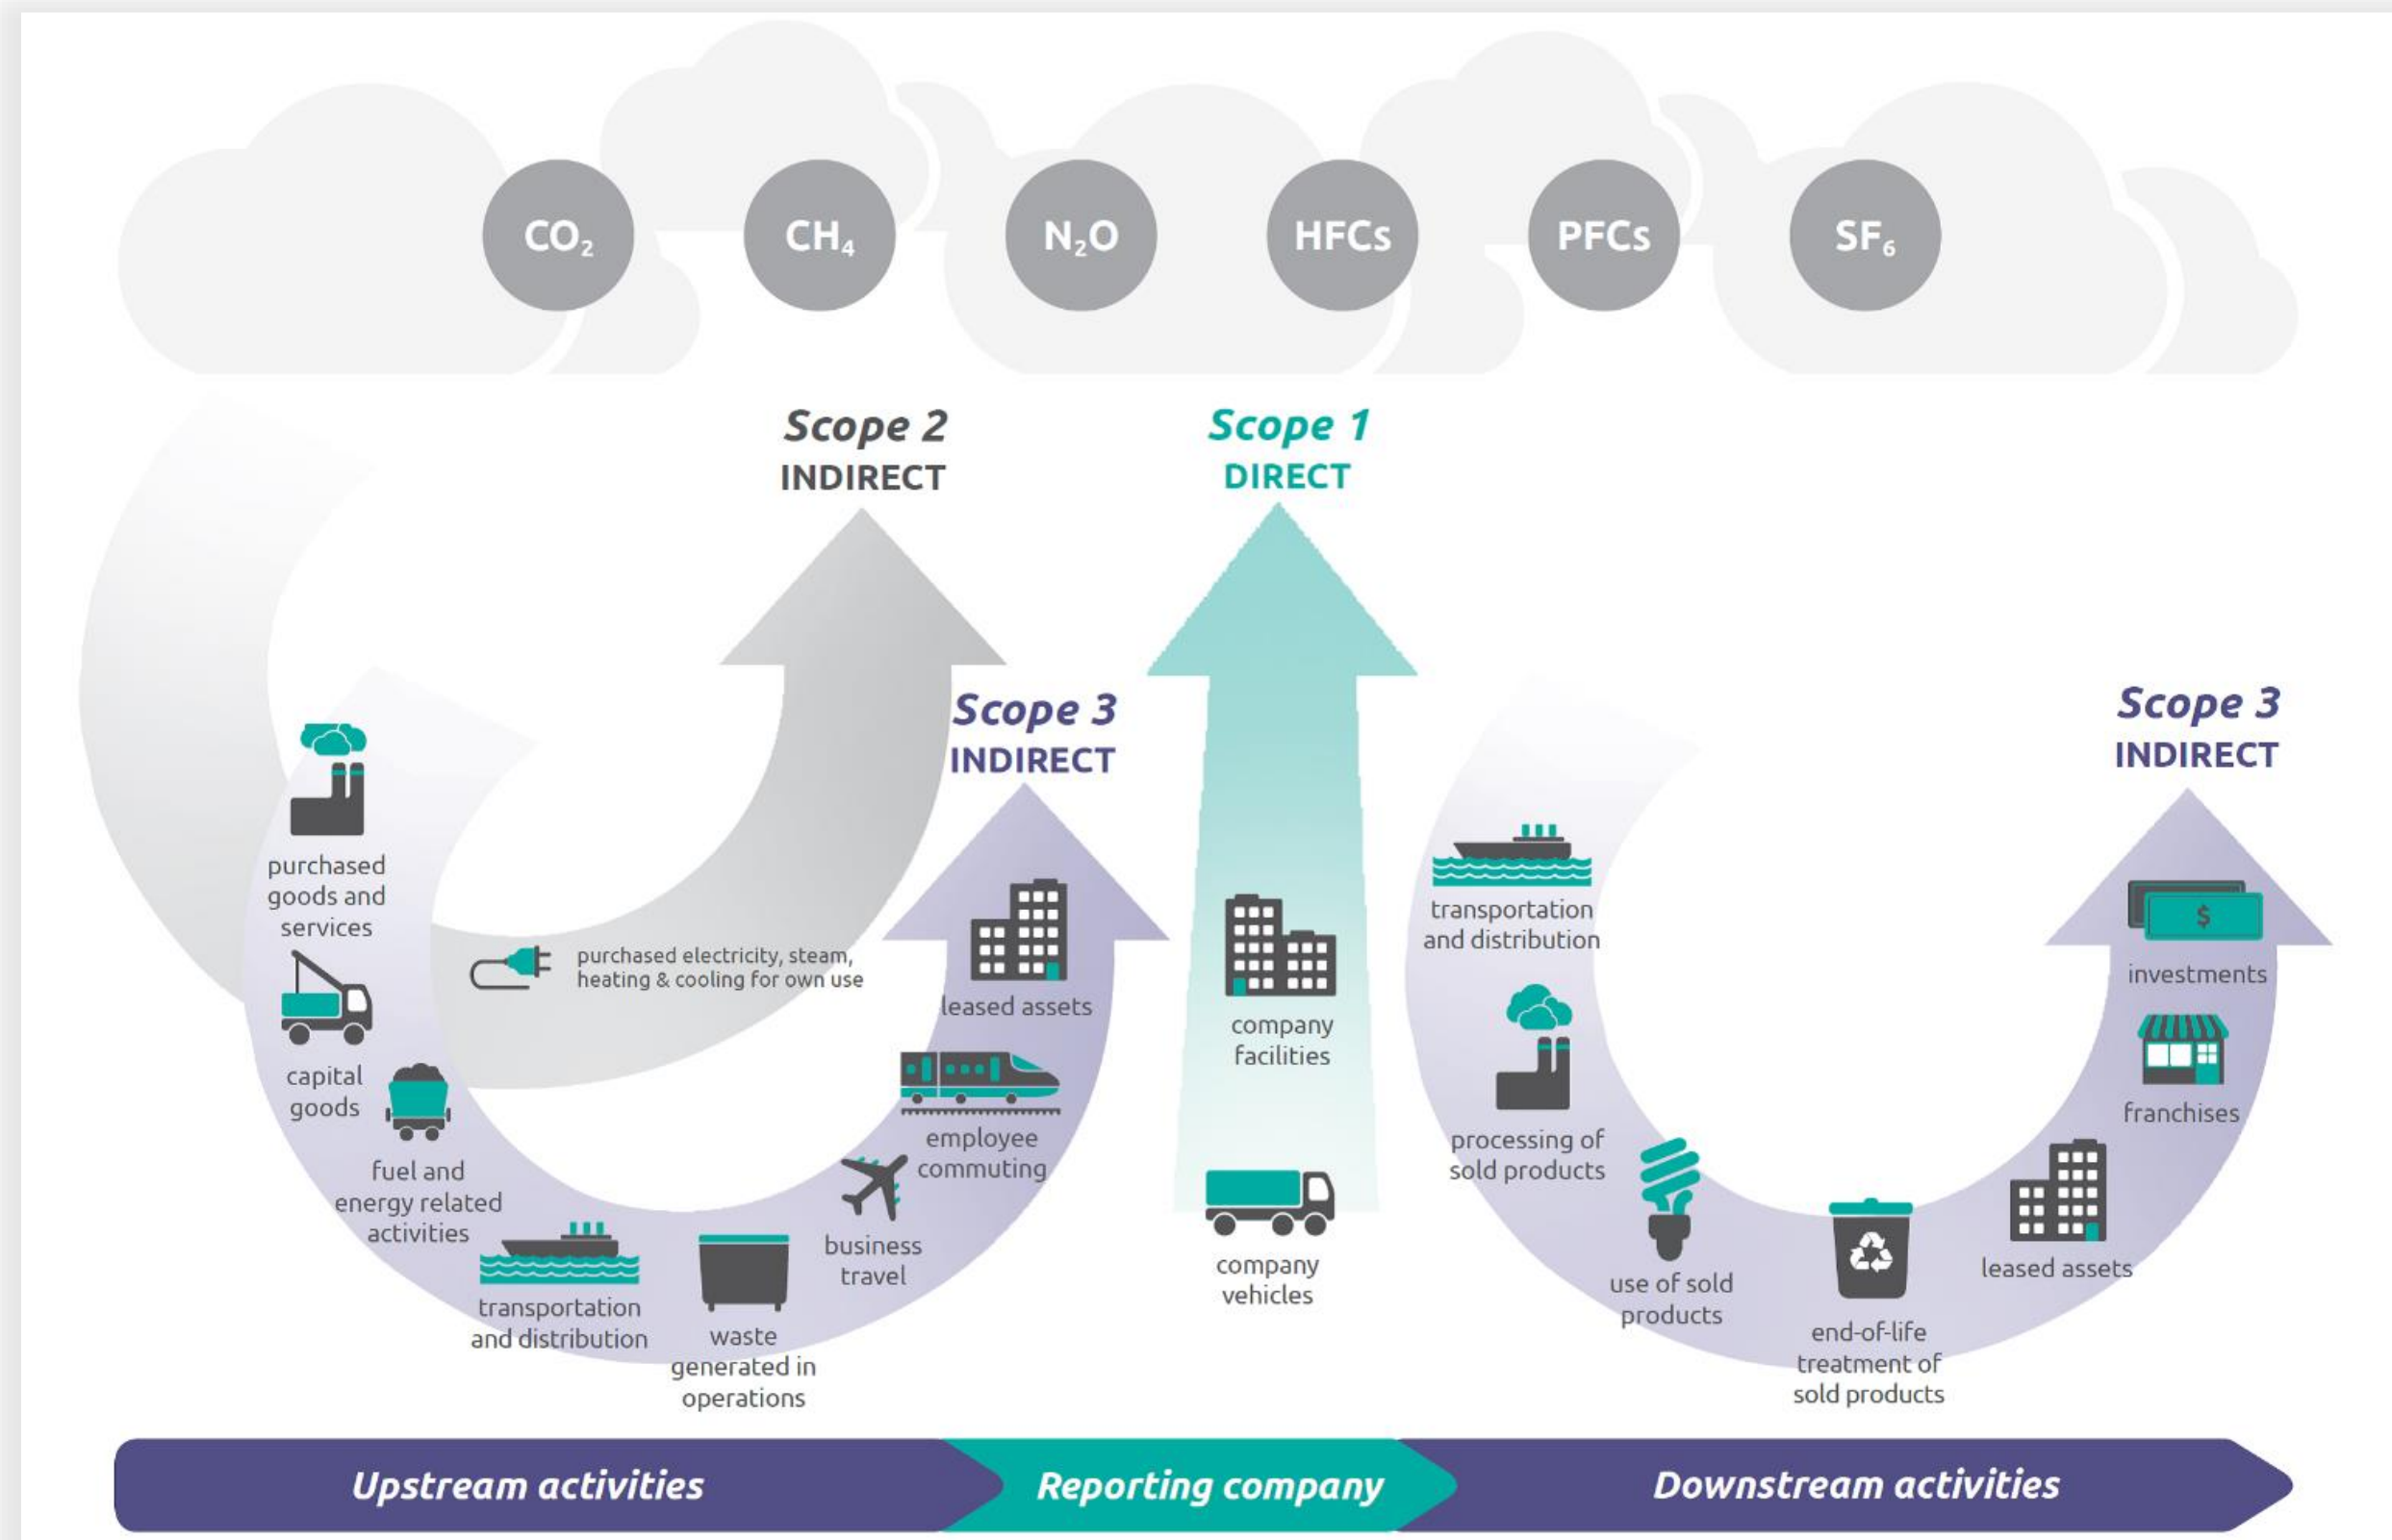 CO₂
CH₄
N₂O
HFCs
PFCs
SF₆
Scope 2
INDIRECT
Scope 1
DIRECT
Scope 3
INDIRECT
Scope 3
INDIRECT
purchased
goods and
services
capital
goods
fuel and
energy related
activities
purchased electricity, steam,
heating & cooling for own use
transportation
and distribution
waste
generated in
operations
business
travel
employee
commuting
leased assets
company
facilities
company
vehicles
transportation
and distribution
processing of
sold products
use of sold
products
end-of-life
treatment of
sold products
leased assets
franchises
$
investments
Upstream activities
Reporting company
Downstream activities